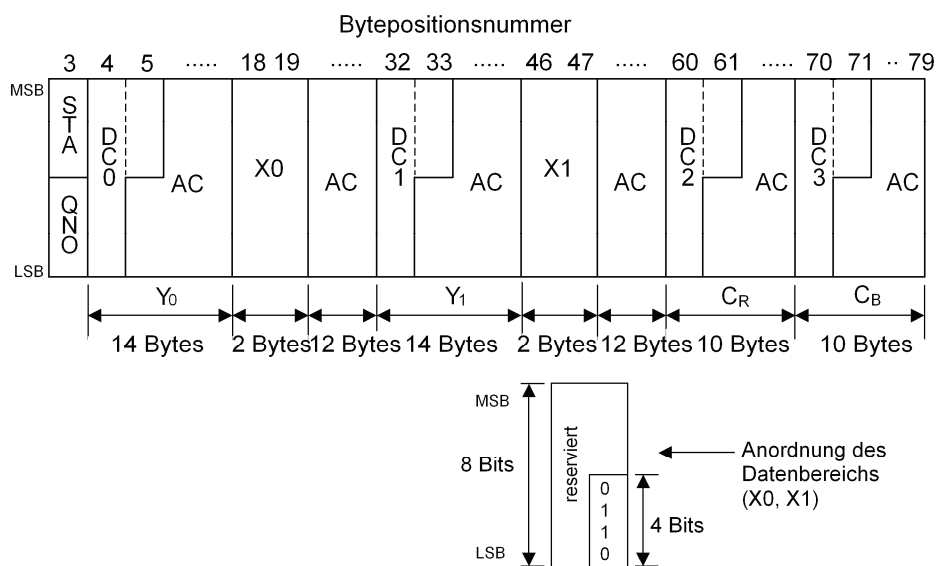 Bytepositionsnummer
3 4 5 ..... 18 19 ..... 32 33 ..... 46 47 ..... 60 61 ..... 70 71 .. 79
MSB
STA
DC0
AC
X0
AC
DC1
AC
X1
AC
DC2
AC
DC3
AC
QNO
LSB
Y0 Y1 CR CB
14 Bytes 2 Bytes 12 Bytes 14 Bytes 2 Bytes 12 Bytes 10 Bytes 10 Bytes
MSB
8 Bits
reserviert
0
1
1
0
4 Bits
LSB
Anordnung des
Datenbereichs
(X0, X1)